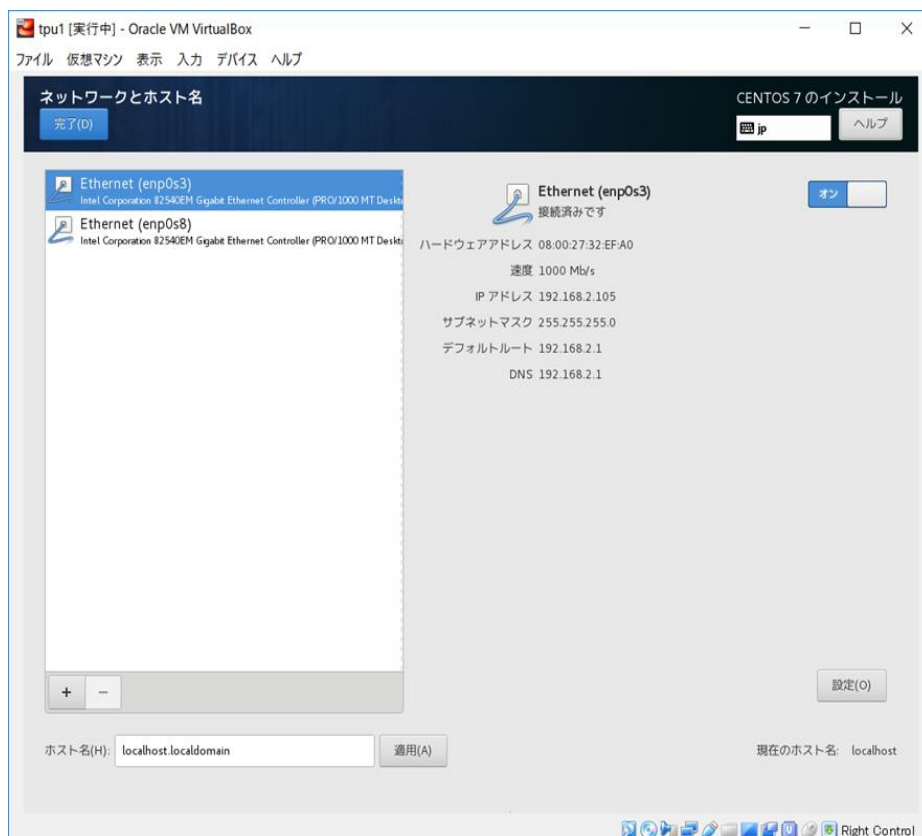 tpu1 [実行中] - Oracle VM VirtualBox
ファイル 仮想マシン 表示 入力 デバイス ヘルプ
ネットワークとホスト名
CENTOS 7 のインストール
完了(D)
jp
ヘルプ
Ethernet (enp0s3)
Intel Corporation 82540EM Gigabit Ethernet Controller (PRO/1000 MT Deskt
Ethernet (enp0s8)
Intel Corporation 82540EM Gigabit Ethernet Controller (PRO/1000 MT Deskt
Ethernet (enp0s3)
接続済みです
オン
ハードウェアアドレス 08:00:27:32:EF:A0
速度 1000 Mb/s
IP アドレス 192.168.2.105
サブネットマスク 255.255.255.0
デフォルトルート 192.168.2.1
DNS 192.168.2.1
+ −
設定(O)
ホスト名(H): localhost.localdomain 適用(A)
現在のホスト名: localhost
Right Control